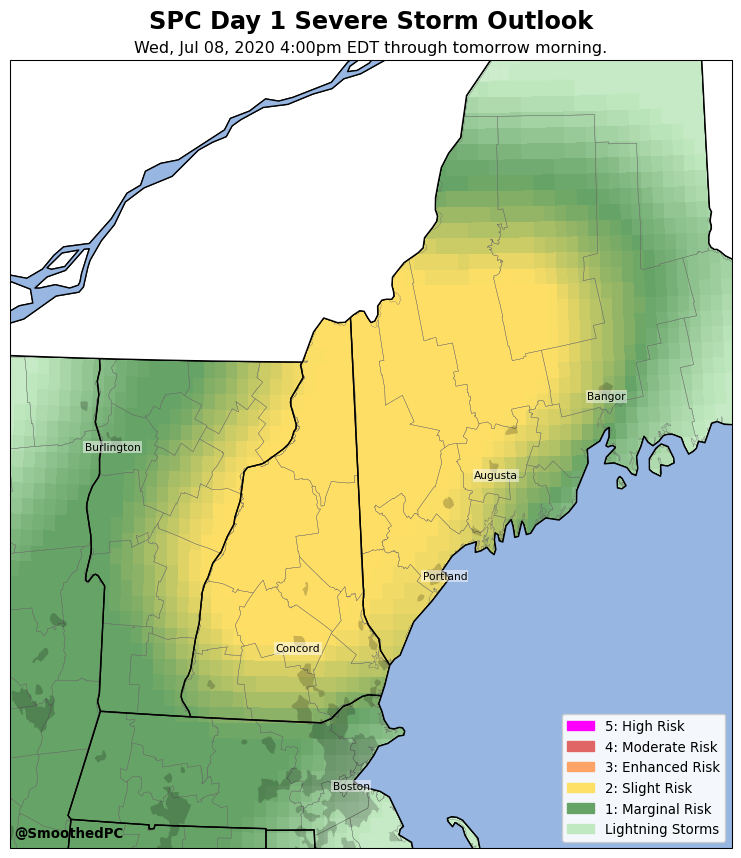 SPC Day 1 Severe Storm Outlook
Wed, Jul 08, 2020 4:00pm EDT through tomorrow morning.
Bangor
Burlington
Augusta
Portland
Concord
Boston
5: High Risk
4: Moderate Risk
3: Enhanced Risk
2: Slight Risk
1: Marginal Risk
Lightning Storms
@SmoothedPC